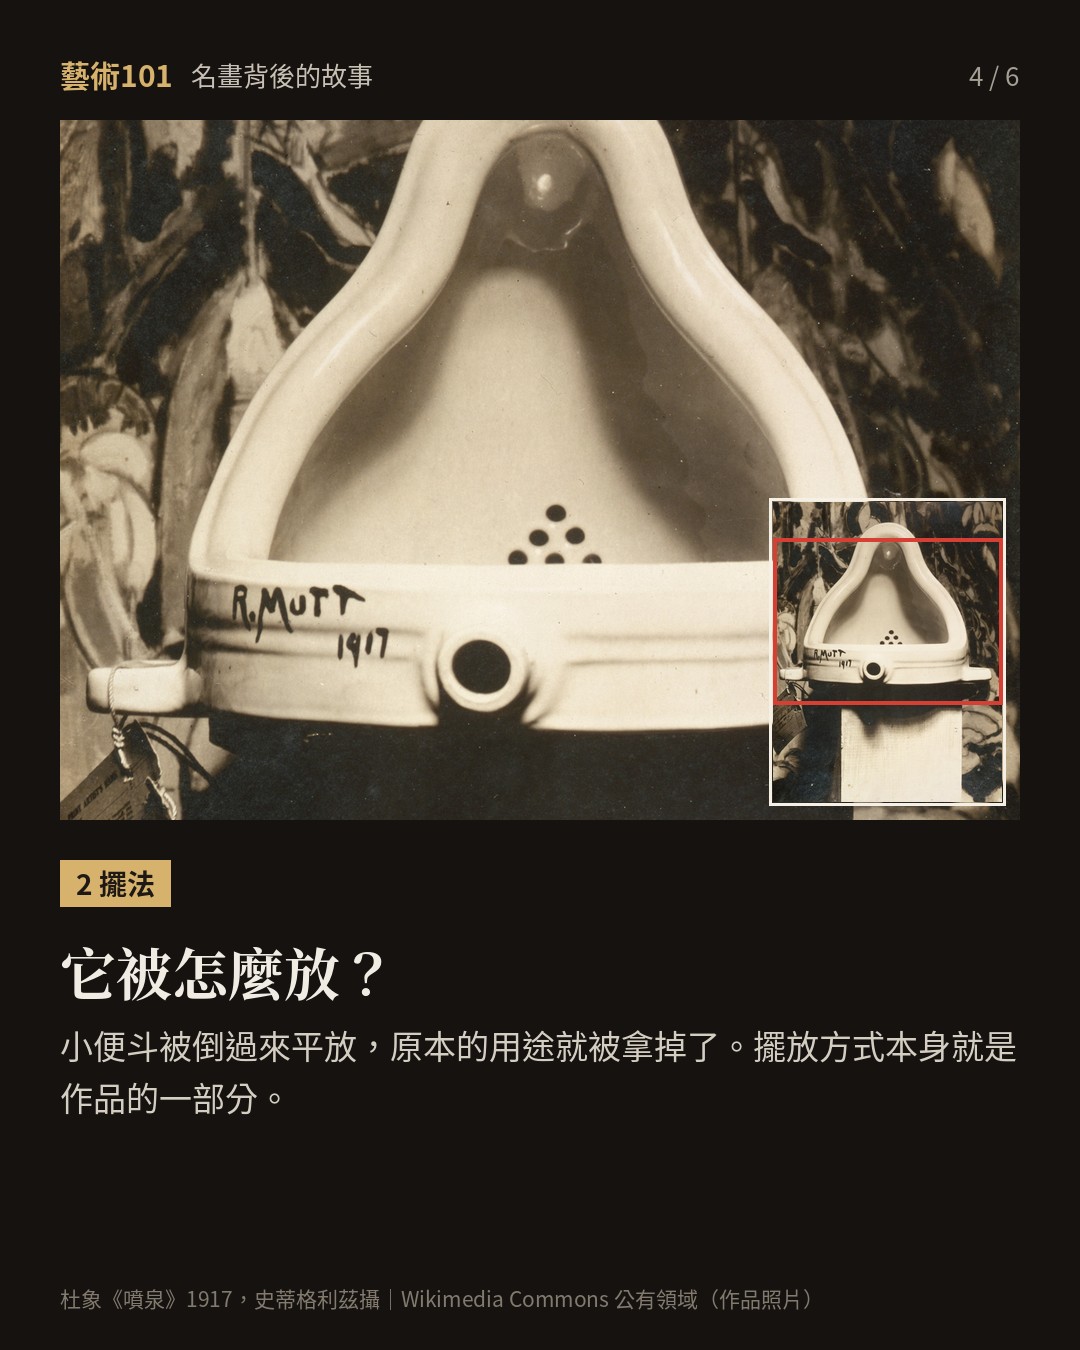 藝術101 名畫背後的故事
4 / 6
R.MUTT
1917
R.MUTT
1917
2 擺法
它被怎麼放？
小便斗被倒過來平放，原本的用途就被拿掉了。擺放方式本身就是
作品的一部分。
杜象《噴泉》1917，史蒂格利茲攝｜Wikimedia Commons 公有領域（作品照片）